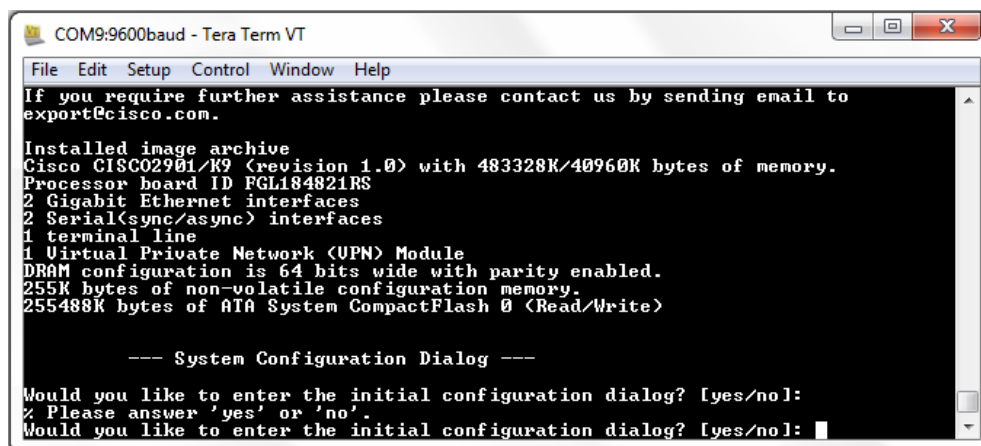 COM9:9600baud - Tera Term VT
File Edit Setup Control Window Help
If you require further assistance please contact us by sending email to
export@cisco.com.
Installed image archive
Cisco CISCO2901/K9 (revision 1.0) with 483328K/40960K bytes of memory.
Processor board ID FGL184821RS
2 Gigabit Ethernet interfaces
2 Serial(sync/async) interfaces
1 terminal line
1 Virtual Private Network (VPN) Module
DRAM configuration is 64 bits wide with parity enabled.
255K bytes of non-volatile configuration memory.
255488K bytes of ATA System CompactFlash 0 (Read/Write)
--- System Configuration Dialog ---
Would you like to enter the initial configuration dialog? [yes/no]:
% Please answer 'yes' or 'no'.
Would you like to enter the initial configuration dialog? [yes/no]: